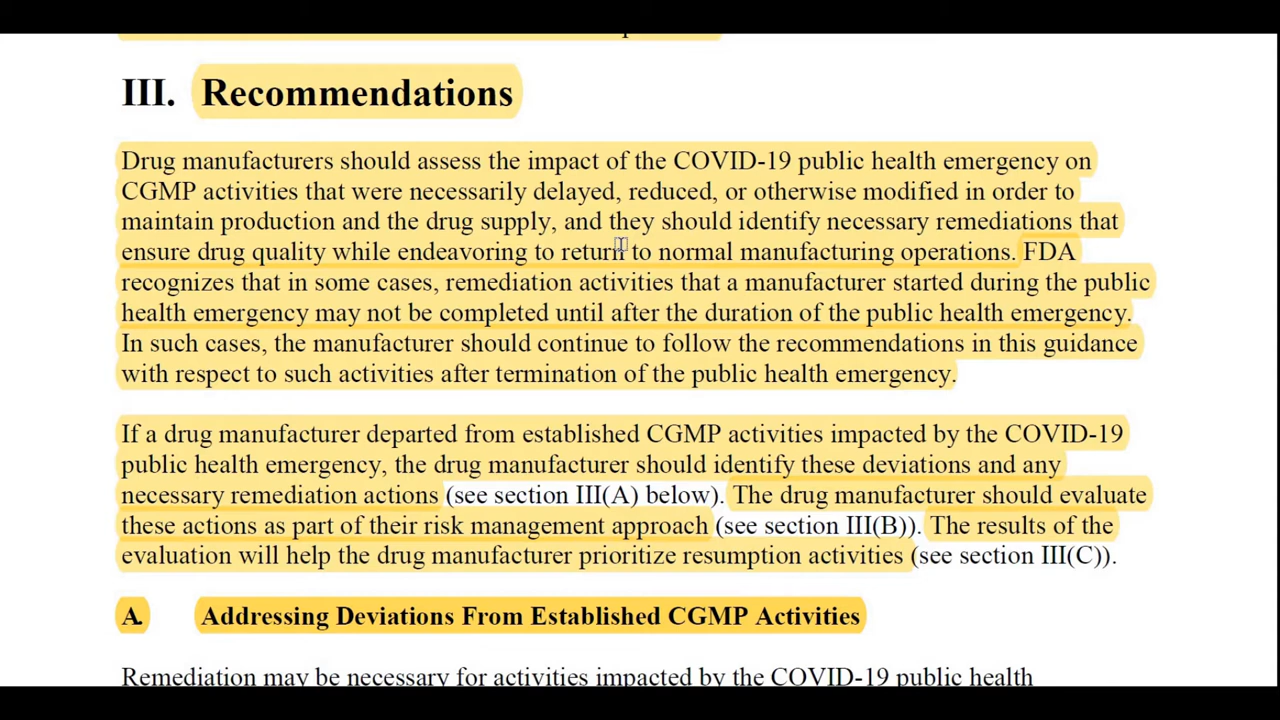 III. Recommendations
Drug manufacturers should assess the impact of the COVID-19 public health emergency on
CGMP activities that were necessarily delayed, reduced, or otherwise modified in order to
maintain production and the drug supply, and they should identify necessary remediations that
ensure drug quality while endeavoring to return to normal manufacturing operations. FDA
recognizes that in some cases, remediation activities that a manufacturer started during the public
health emergency may not be completed until after the duration of the public health emergency.
In such cases, the manufacturer should continue to follow the recommendations in this guidance
with respect to such activities after termination of the public health emergency.
If a drug manufacturer departed from established CGMP activities impacted by the COVID-19
public health emergency, the drug manufacturer should identify these deviations and any
necessary remediation actions (see section III(A) below). The drug manufacturer should evaluate
these actions as part of their risk management approach (see section III(B)). The results of the
evaluation will help the drug manufacturer prioritize resumption activities (see section III(C)).
A. Addressing Deviations From Established CGMP Activities
Remediation may be necessary for activities impacted by the COVID-19 public health